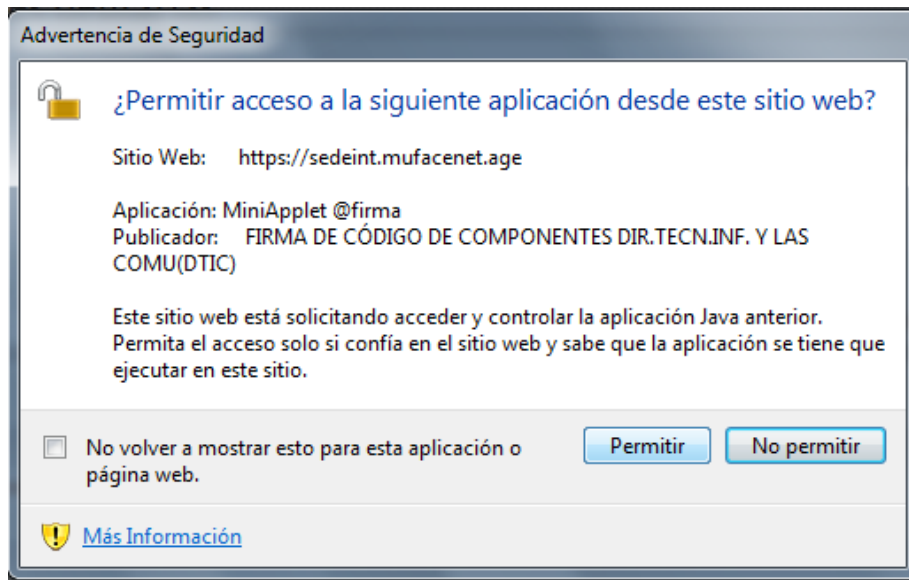 Advertencia de Seguridad
¿Permitir acceso a la siguiente aplicación desde este sitio web?
Sitio Web: https://sedeint.mufacenet.age
Aplicación: MiniApplet @firma
Publicador: FIRMA DE CÓDIGO DE COMPONENTES DIR.TECN.INF. Y LAS
COMU(DTIC)
Este sitio web está solicitando acceder y controlar la aplicación Java anterior.
Permita el acceso solo si confía en el sitio web y sabe que la aplicación se tiene que
ejecutar en este sitio.
No volver a mostrar esto para esta aplicación o
página web.
Permitir
No permitir
Más Información